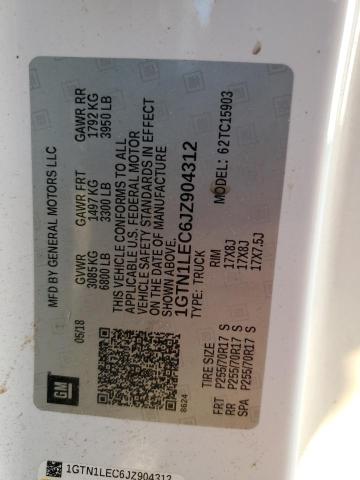 MFD BY GENERAL MOTORS LLC
05/18
GVWR
3085 KG
6800 LB
GAWR FRT
1497 KG
3300 LB
GAWR RR
1792 KG
3950 LB
THIS VEHICLE CONFORMS TO ALL
APPLICABLE U.S. FEDERAL MOTOR
VEHICLE SAFETY STANDARDS IN EFFECT
ON THE DATE OF MANUFACTURE
SHOWN ABOVE.
1GTN1LEC6JZ904312
TYPE: TRUCK
62TC15903
GM
8624
TIRE SIZE RIM
FRT P255/70R17 S 17X8J
RR P255/70R17 S 17X8J
SPA P255/70R17 S 17X7.5J
1GTN1LEC6JZ904312